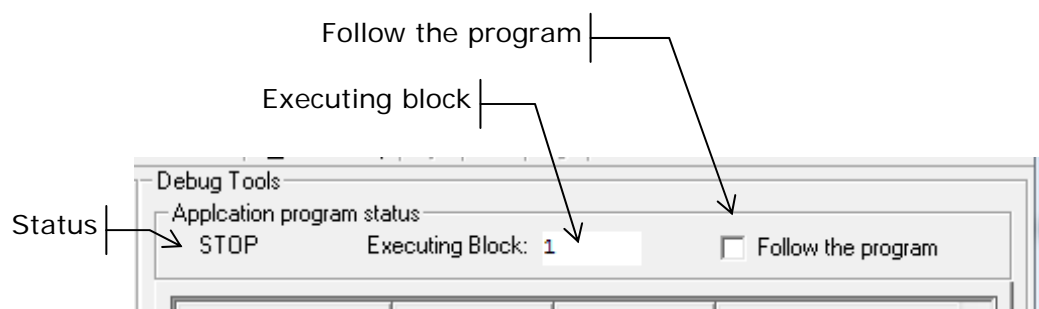 Follow the program
Executing block
Debug Tools
Applcation program status
Status
STOP Executing Block: 1 Follow the program